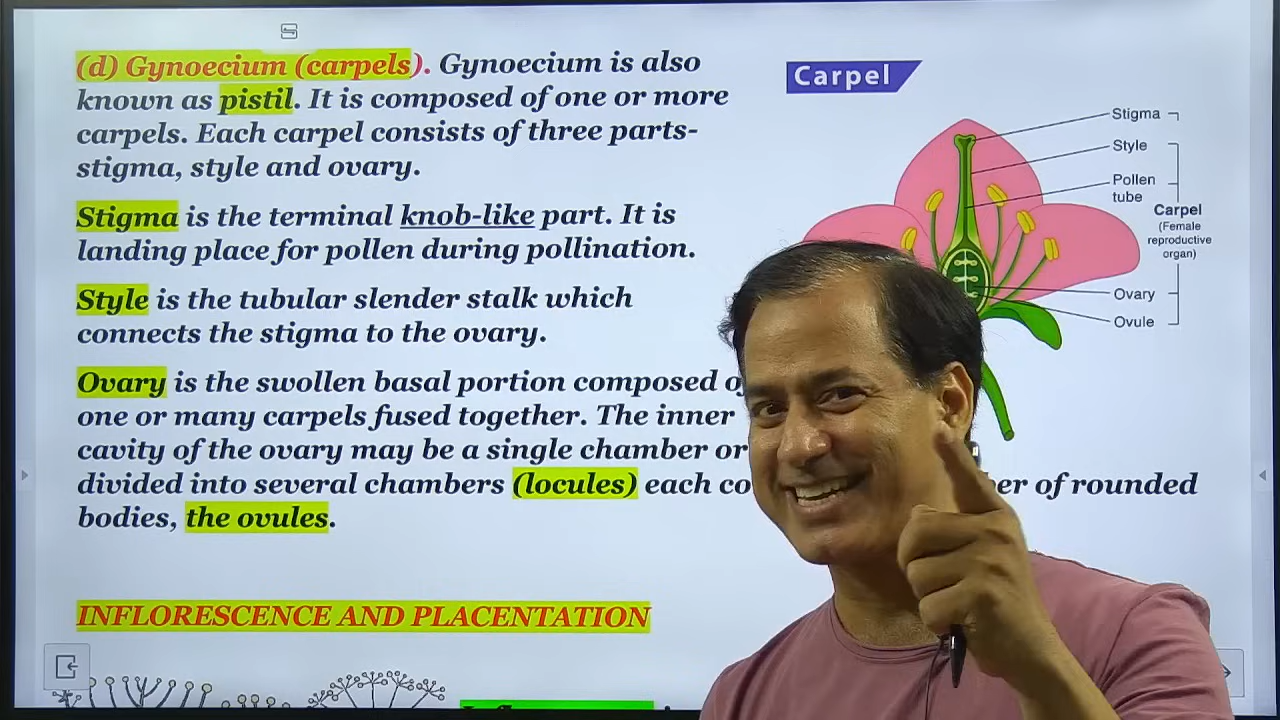 (d) Gynoecium (carpels). Gynoecium is also
known as pistil. It is composed of one or more
carpels. Each carpel consists of three parts-
stigma, style and ovary.
Stigma is the terminal knob-like part. It is
landing place for pollen during pollination.
Style is the tubular slender stalk which
connects the stigma to the ovary.
Ovary is the swollen basal portion composed
one or many carpels fused together. The inner
cavity of the ovary may be a single chamber or
divided into several chambers (locules) each of rounded
bodies, the ovules.
Carpel
Stigma
Style
Pollen
tube
Carpel
(Female
reproductive
organ)
Ovary
Ovule
INFLORESCENCE AND PLACENTATION